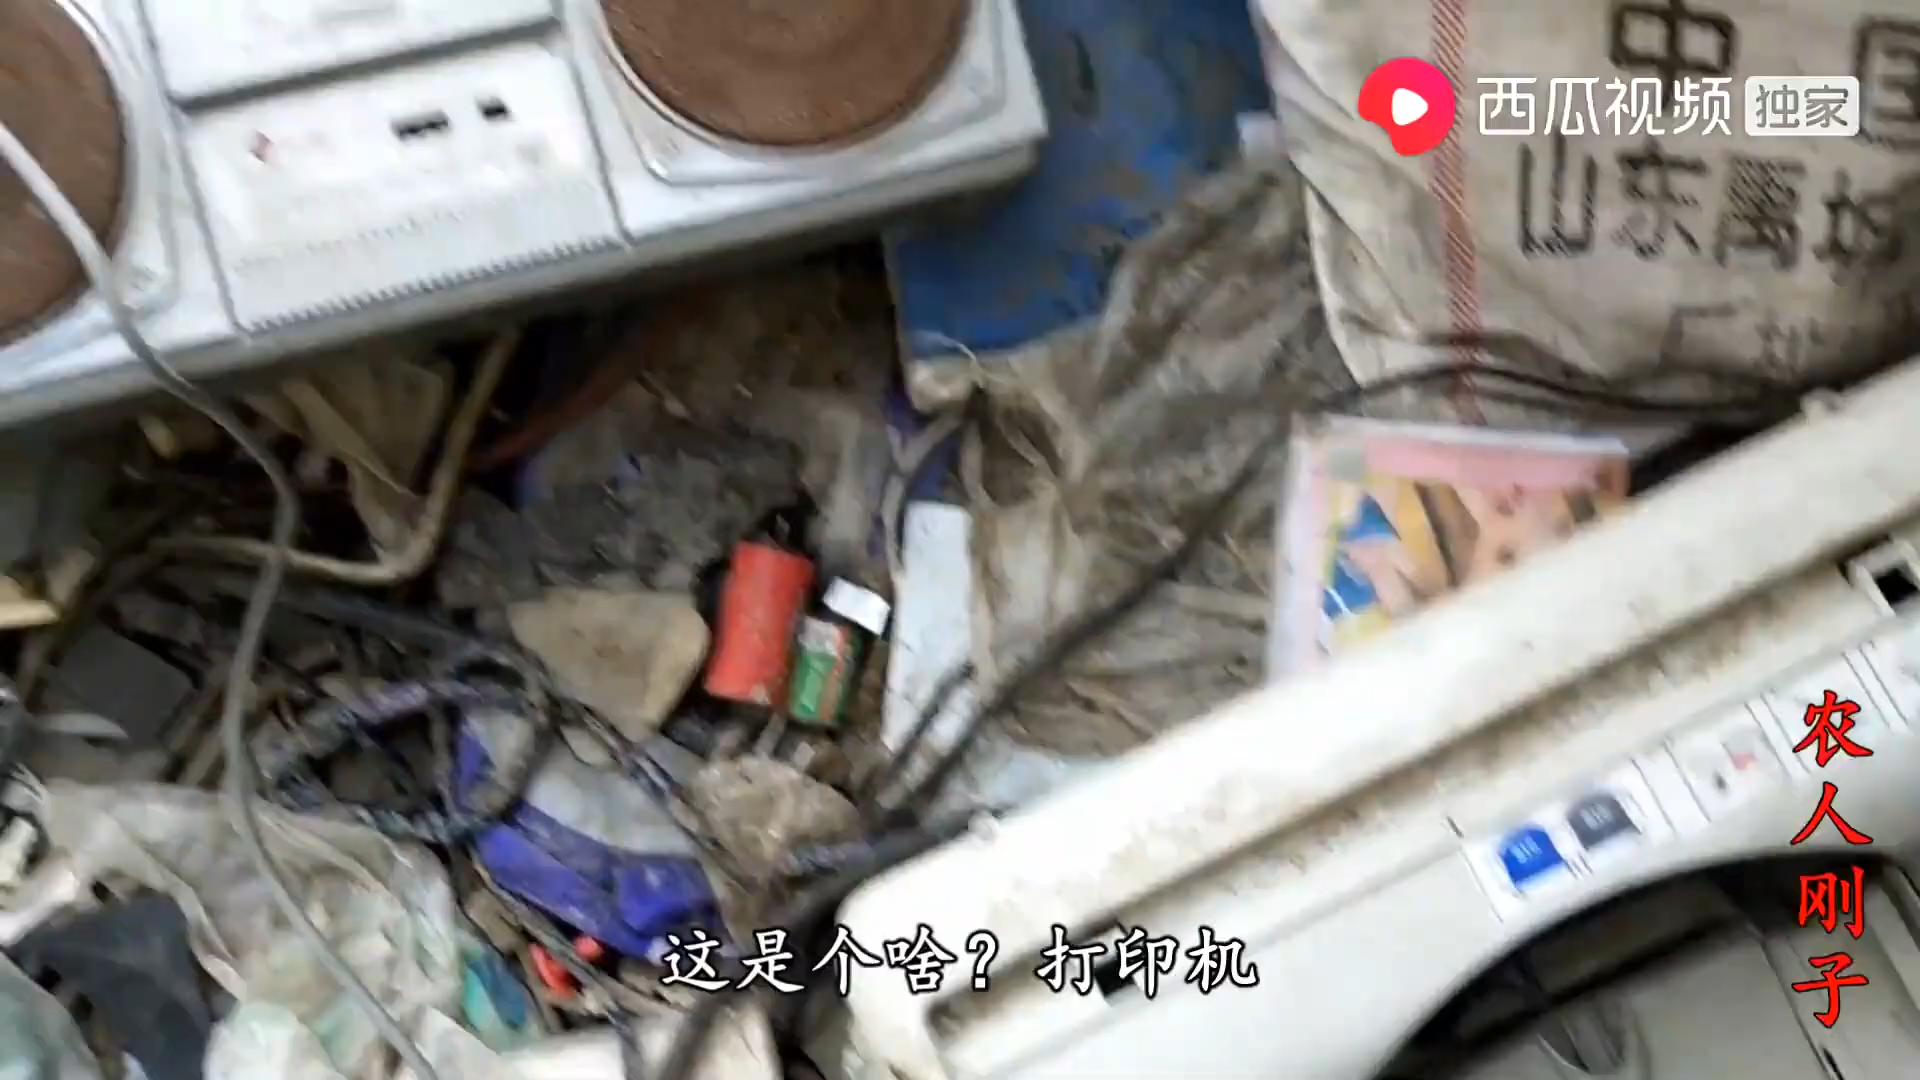 中国
西瓜视频 独家
山东禹城
厂
农人刚子
这是个啥？打印机